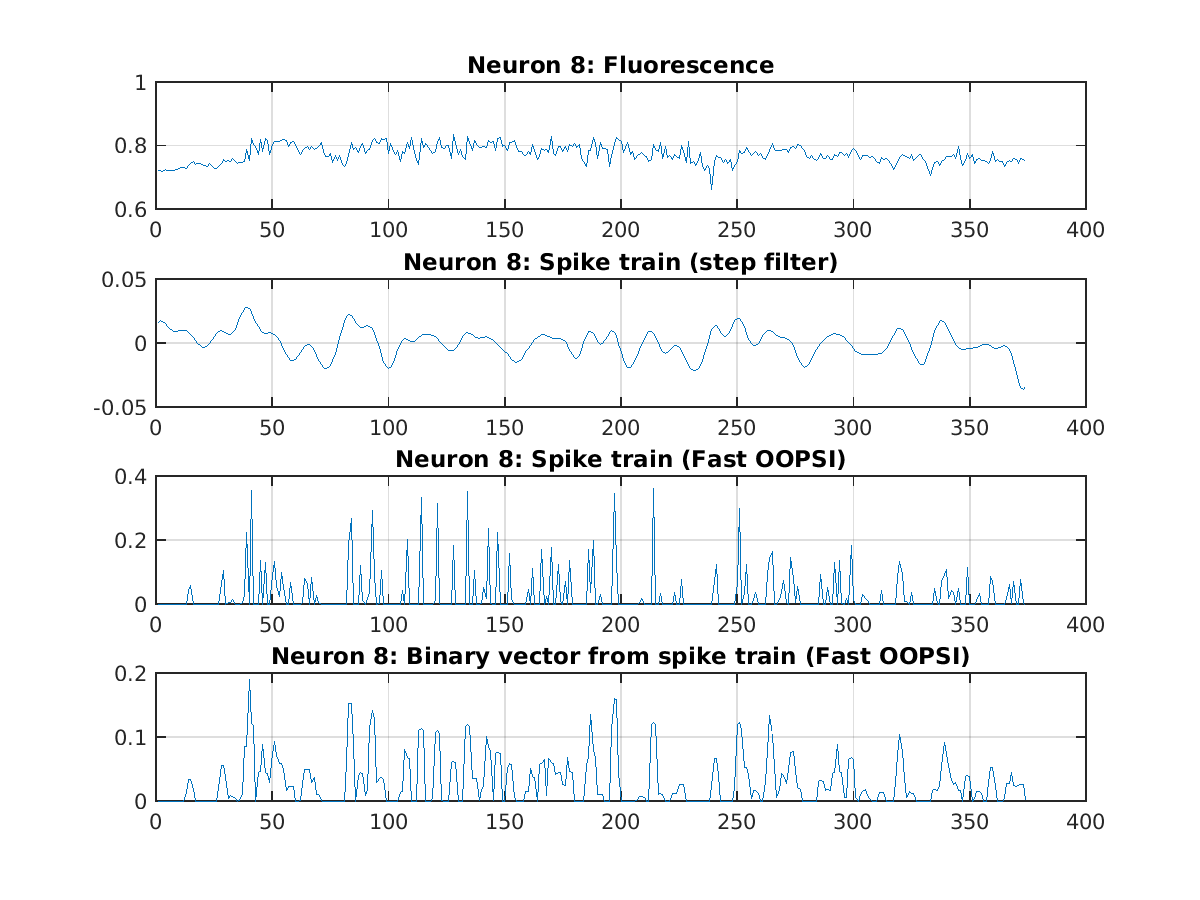 Neuron 8: Fluorescence
1
0.8
0.6
0 50 100 150 200 250 300 350 400
Neuron 8: Spike train (step filter)
0.05
0
-0.05
0 50 100 150 200 250 300 350 400
Neuron 8: Spike train (Fast OOPSI)
0.4
0.2
0
0 50 100 150 200 250 300 350 400
Neuron 8: Binary vector from spike train (Fast OOPSI)
0.2
0.1
0
0 50 100 150 200 250 300 350 400